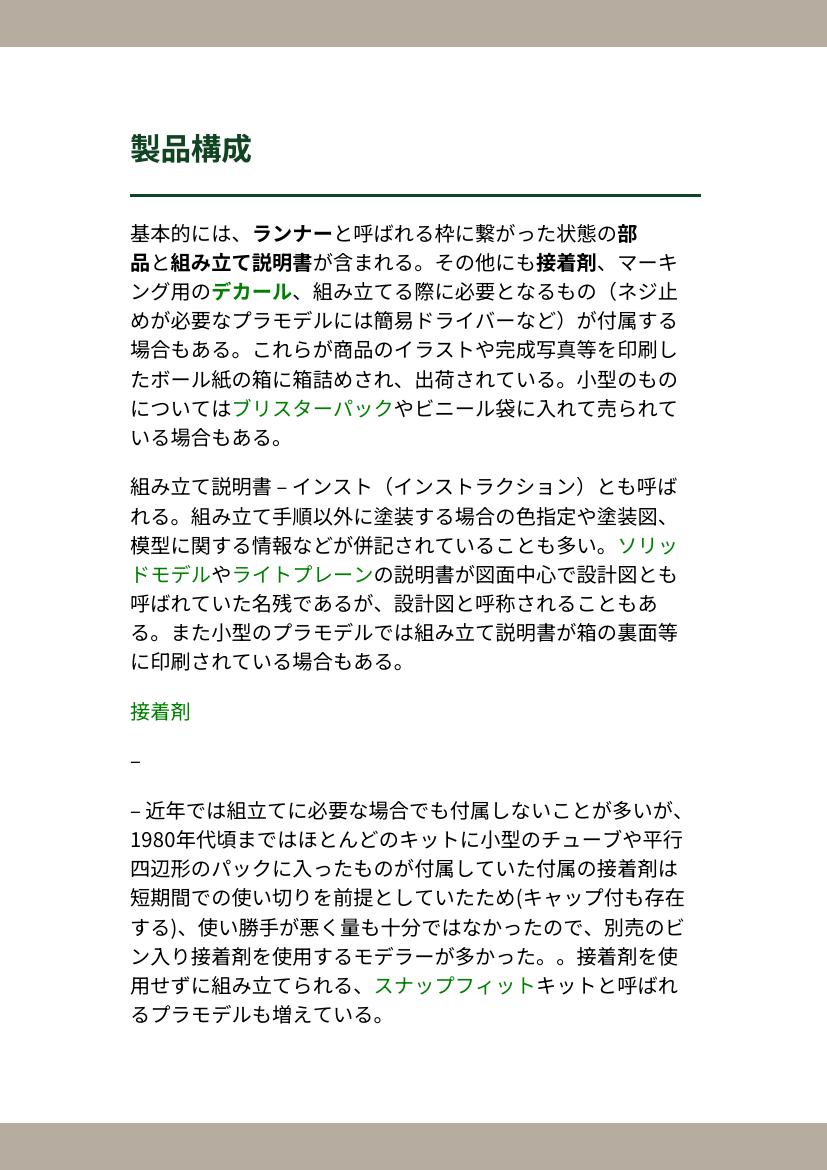 製品構成
基本的には、ランナーと呼ばれる枠に繋がった状態の部
品と組み立て説明書が含まれる。その他にも接着剤、マーキ
ング用のデカール、組み立てる際に必要となるもの（ネジ止
めが必要なプラモデルには簡易ドライバーなど）が付属する
場合もある。これらが商品のイラストや完成写真等を印刷し
たボール紙の箱に箱詰めされ、出荷されている。小型のもの
についてはブリスターパックやビニール袋に入れて売られて
いる場合もある。
組み立て説明書 – インスト（インストラクション）とも呼ば
れる。組み立て手順以外に塗装する場合の色指定や塗装図、
模型に関する情報などが併記されていることも多い。ソリッ
ドモデルやライトプレーンの説明書が図面中心で設計図とも
呼ばれていた名残であるが、設計図と呼称されることもあ
る。また小型のプラモデルでは組み立て説明書が箱の裏面等
に印刷されている場合もある。
接着剤
–
– 近年では組立てに必要な場合でも付属しないことが多いが、
1980年代頃まではほとんどのキットに小型のチューブや平行
四辺形のパックに入ったものが付属していた付属の接着剤は
短期間での使い切りを前提としていたため(キャップ付も存在
する)、使い勝手が悪く量も十分ではなかったので、別売のビ
ン入り接着剤を使用するモデラーが多かった。。接着剤を使
用せずに組み立てられる、スナップフィットキットと呼ばれ
るプラモデルも増えている。